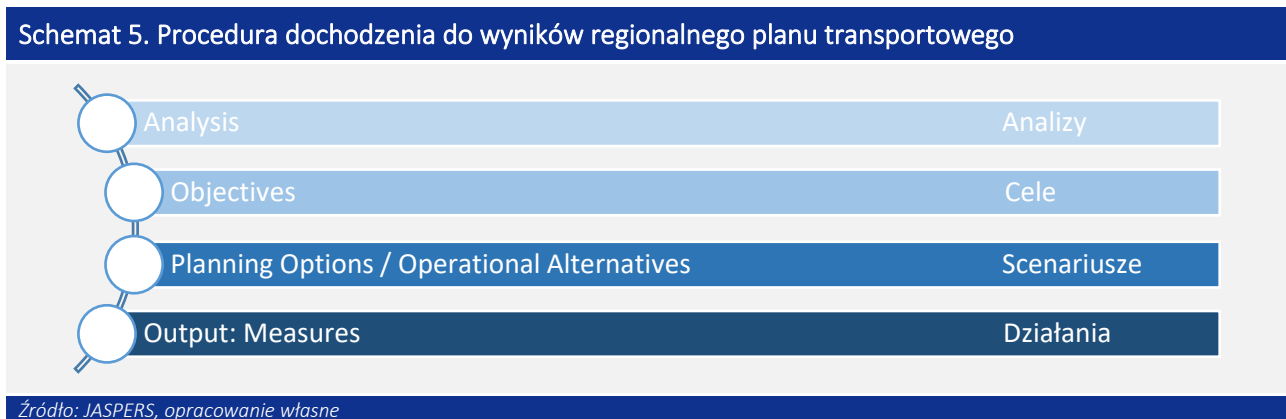 Schemat 5. Procedura dochodzenia do wyników regionalnego planu transportowego
Analysis Analizy
Objectives Cele
Planning Options / Operational Alternatives Scenariusze
Output: Measures Działania
Źródło: JASPERS, opracowanie własne